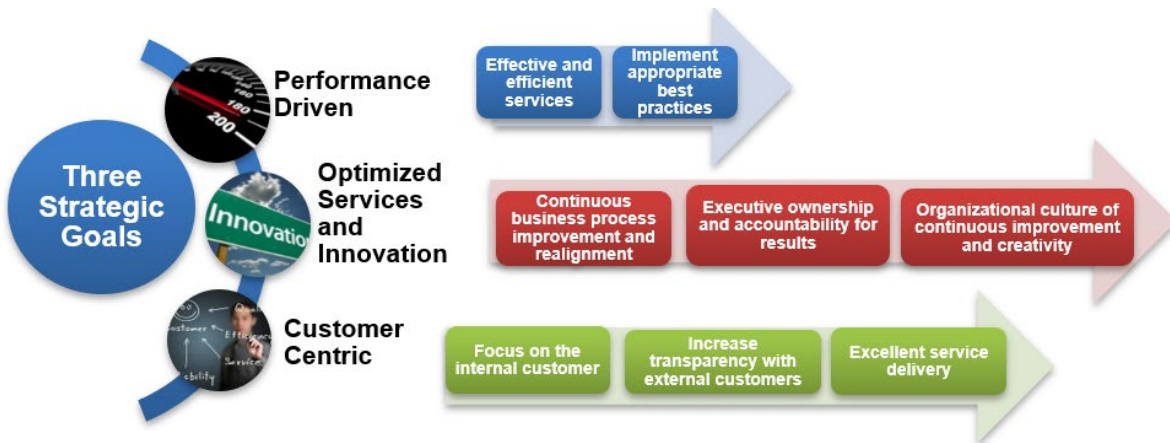 Three
Strategic
Goals
Performance
Driven
Effective and
efficient
services
Implement
appropriate
best
practices
180
200
Optimized
Services
and
Innovation
Innovatio
Continuous
business process
improvement and
realignment
Executive ownership
and accountability for
results
Organizational culture of
continuous improvement
and creativity
Customer
Centric
Focus on the
internal customer
Increase
transparency with
external customers
Excellent service
delivery